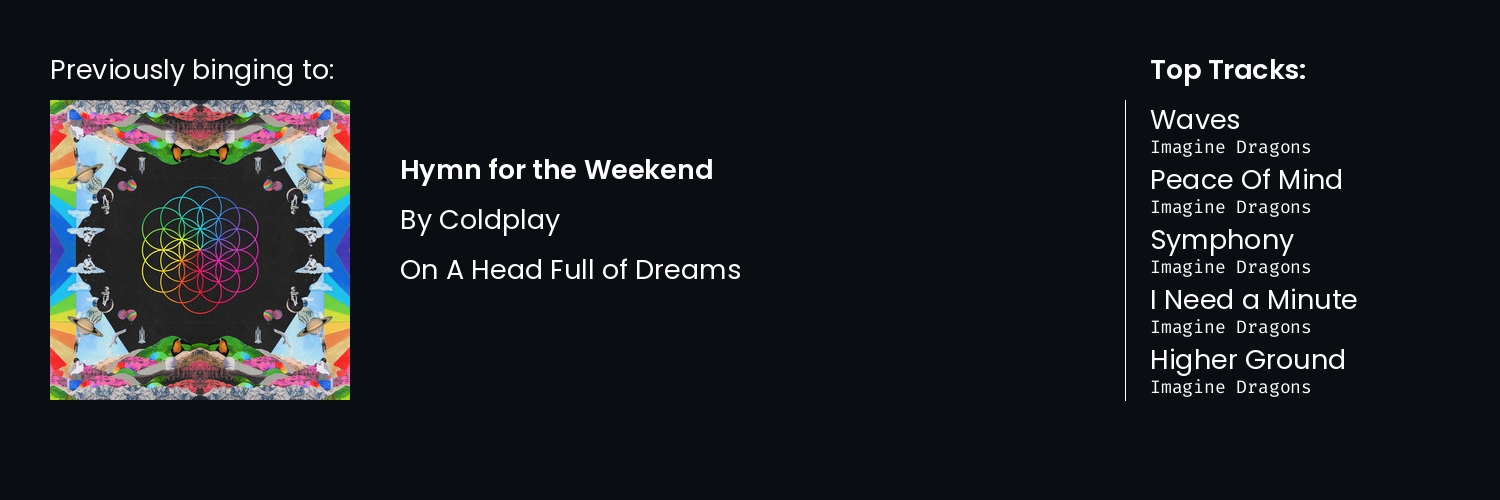 Previously binging to:
Hymn for the Weekend
By Coldplay
On A Head Full of Dreams
Top Tracks:
Waves
Imagine Dragons
Peace Of Mind
Imagine Dragons
Symphony
Imagine Dragons
I Need a Minute
Imagine Dragons
Higher Ground
Imagine Dragons